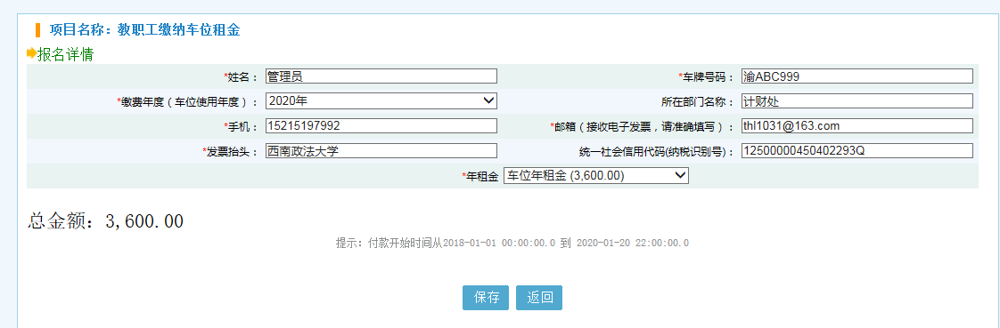 项目名称：教职工缴纳车位租金
报名详情
*姓名： 管理员 *车牌号码： 渝ABC999
*缴费年度（车位使用年度）： 2020年 所在部门名称： 计财处
*手机： 15215197992 *邮箱（接收电子发票，请准确填写）： thl1031@163.com
*发票抬头： 西南政法大学 统一社会信用代码(纳税识别号)： 12500000450402293Q
*年租金 车位年租金 (3,600.00)
总金额：3,600.00
提示：付款开始时间从2018-01-01 00:00:00.0 到 2020-01-20 22:00:00.0
保存 返回